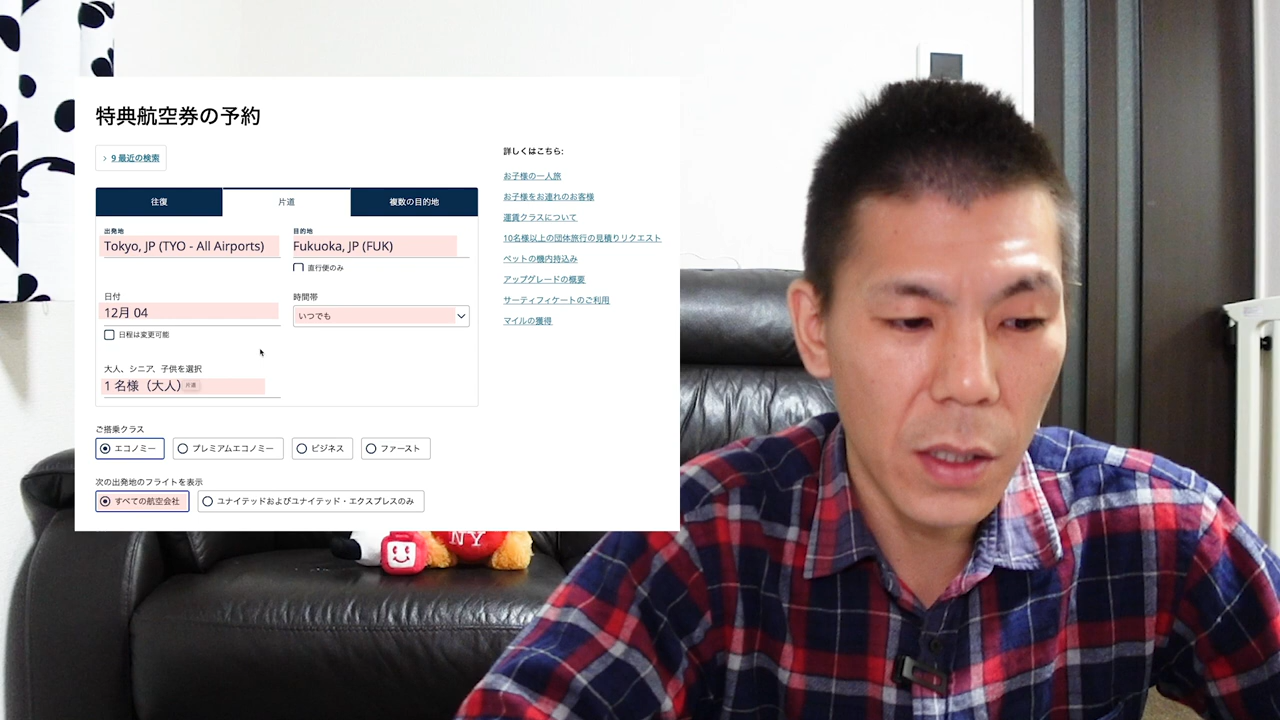 特典航空券の予約
9 最近の検索
往復
片道
複数の目的地
出発地
目的地
Tokyo, JP (TYO - All Airports)
Fukuoka, JP (FUK)
直行便のみ
日付
時間帯
12月 04
いつでも
日程は変更可能
大人、シニア、子供を選択
1 名様（大人）
片道
ご搭乗クラス
エコノミー
プレミアムエコノミー
ビジネス
ファースト
次の出発地のフライトを表示
すべての航空会社
ユナイテッドおよびユナイテッド・エクスプレスのみ
詳しくはこちら:
お子様の一人旅
お子様をお連れのお客様
運賃クラスについて
10名様以上の団体旅行の見積りリクエスト
ペットの機内持込み
アップグレードの概要
サーティフィケートのご利用
マイルの獲得
NY